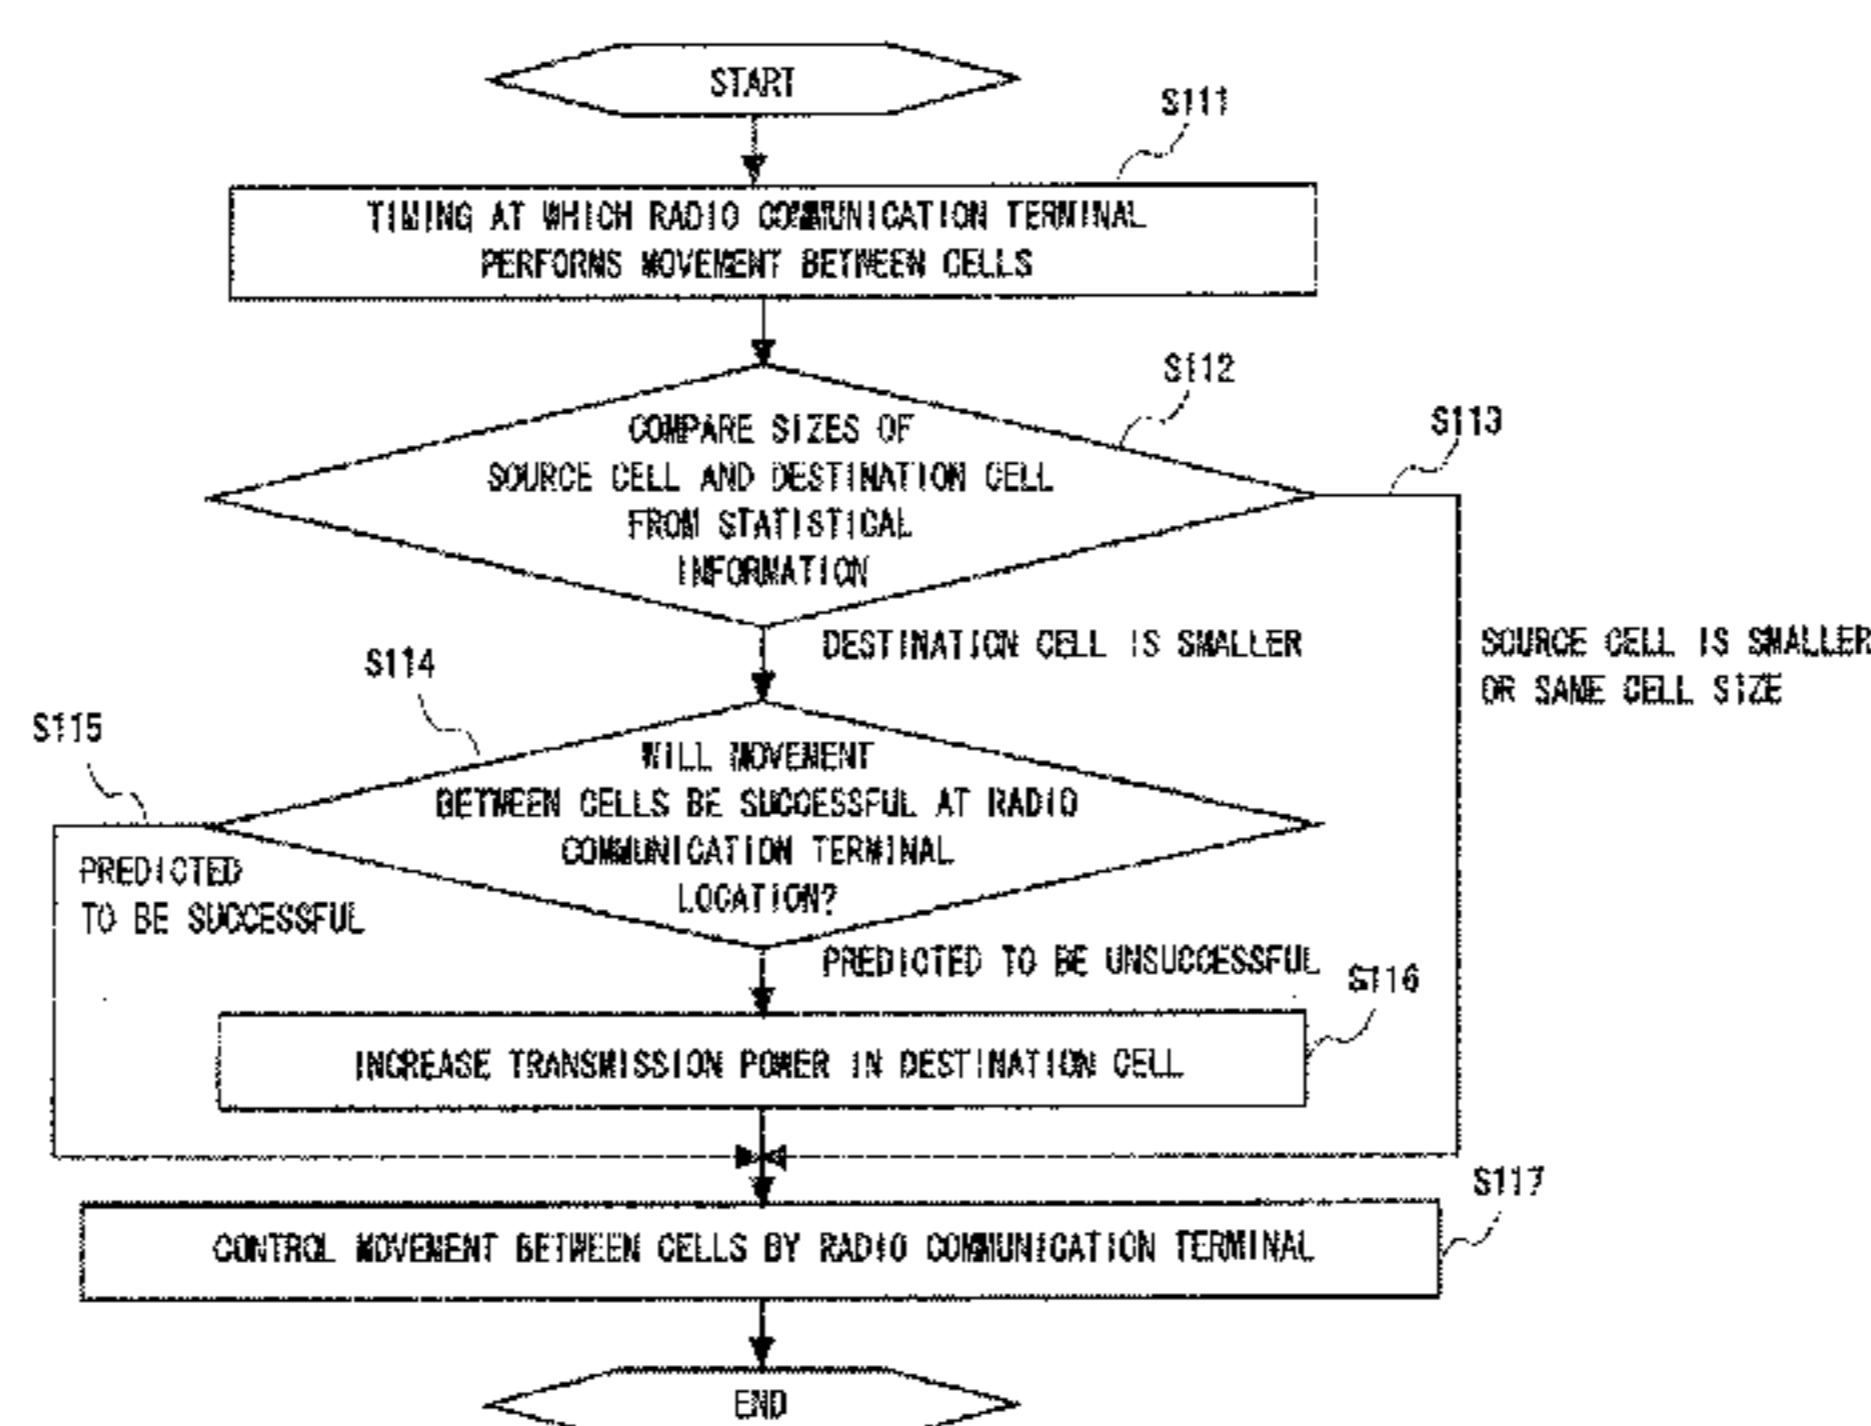 START
S111
TIMING AT WHICH RADIO COMMUNICATION TERMINAL
PERFORMS MOVEMENT BETWEEN CELLS
S112
COMPARE SIZES OF
SOURCE CELL AND DESTINATION CELL
FROM STATISTICAL
INFORMATION
S113
DESTINATION CELL IS SMALLER
SOURCE CELL IS SMALLER
OR SAME CELL SIZE
S114
WILL MOVEMENT
BETWEEN CELLS BE SUCCESSFUL AT RADIO
COMMUNICATION TERMINAL
LOCATION?
S115
PREDICTED
TO BE SUCCESSFUL
PREDICTED TO BE UNSUCCESSFUL
S116
INCREASE TRANSMISSION POWER IN DESTINATION CELL
S117
CONTROL MOVEMENT BETWEEN CELLS BY RADIO COMMUNICATION TERMINAL
END